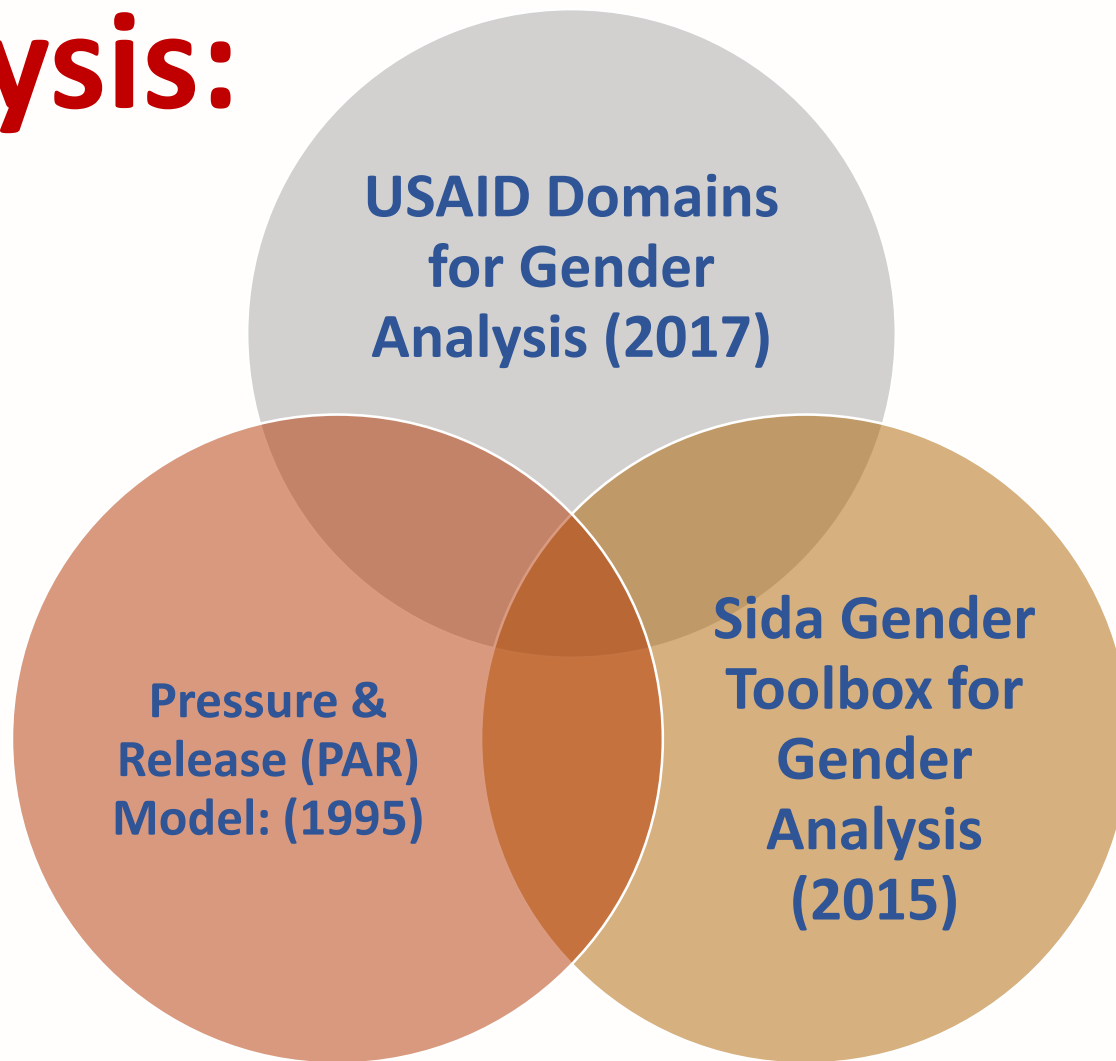 ysis:
USAID Domains
for Gender
Analysis (2017)
Pressure &
Release (PAR)
Model: (1995)
Sida Gender
Toolbox for
Gender
Analysis
(2015)